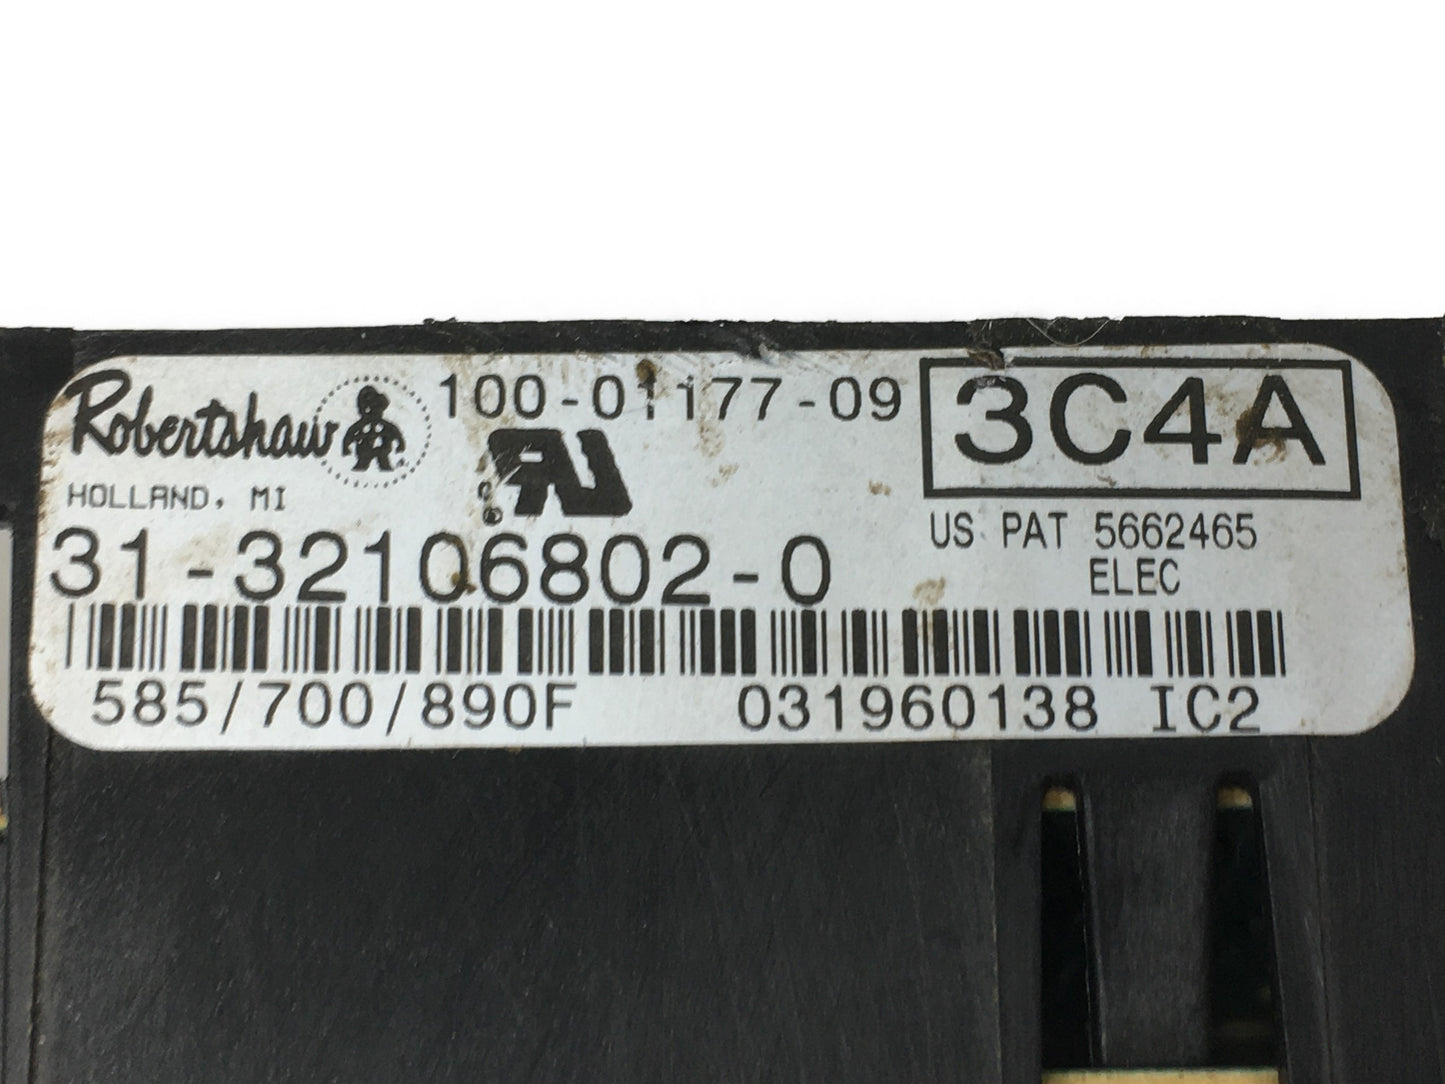 Robertshaw 100-01177-09 3C4A
HOLLAND, MI
US PAT 5662465
31-32106802-0
ELEC
585/700/890F 031960138 IC2